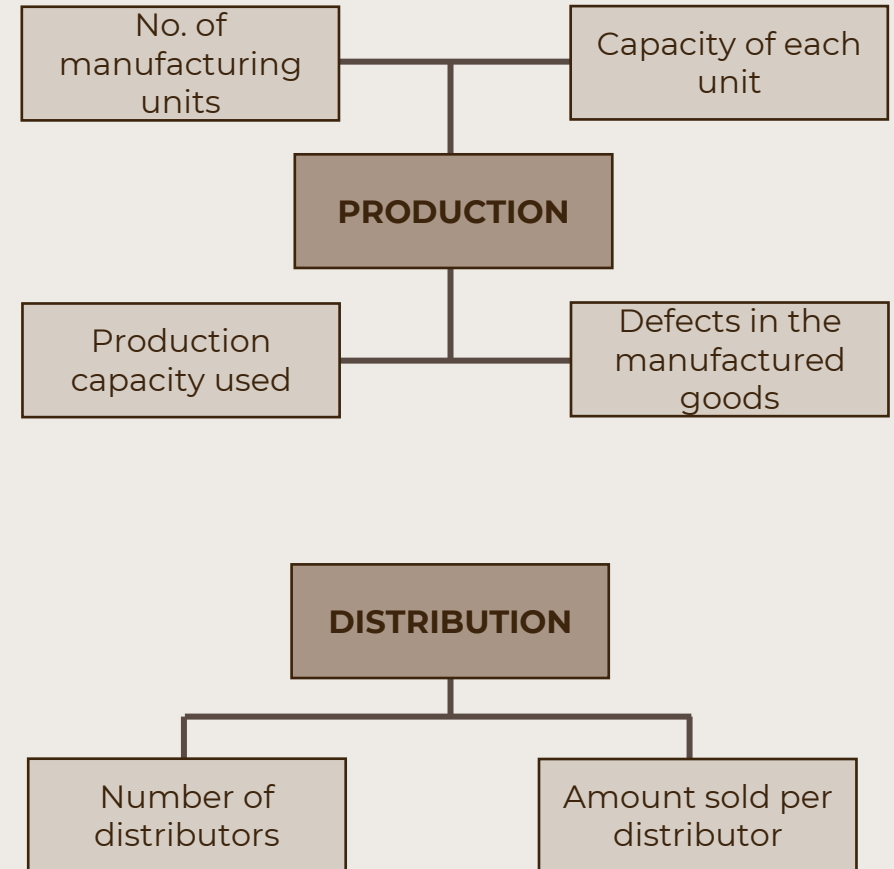 No. of
manufacturing
units
Capacity of each
unit
PRODUCTION
Production
capacity used
Defects in the
manufactured
goods
DISTRIBUTION
Number of
distributors
Amount sold per
distributor